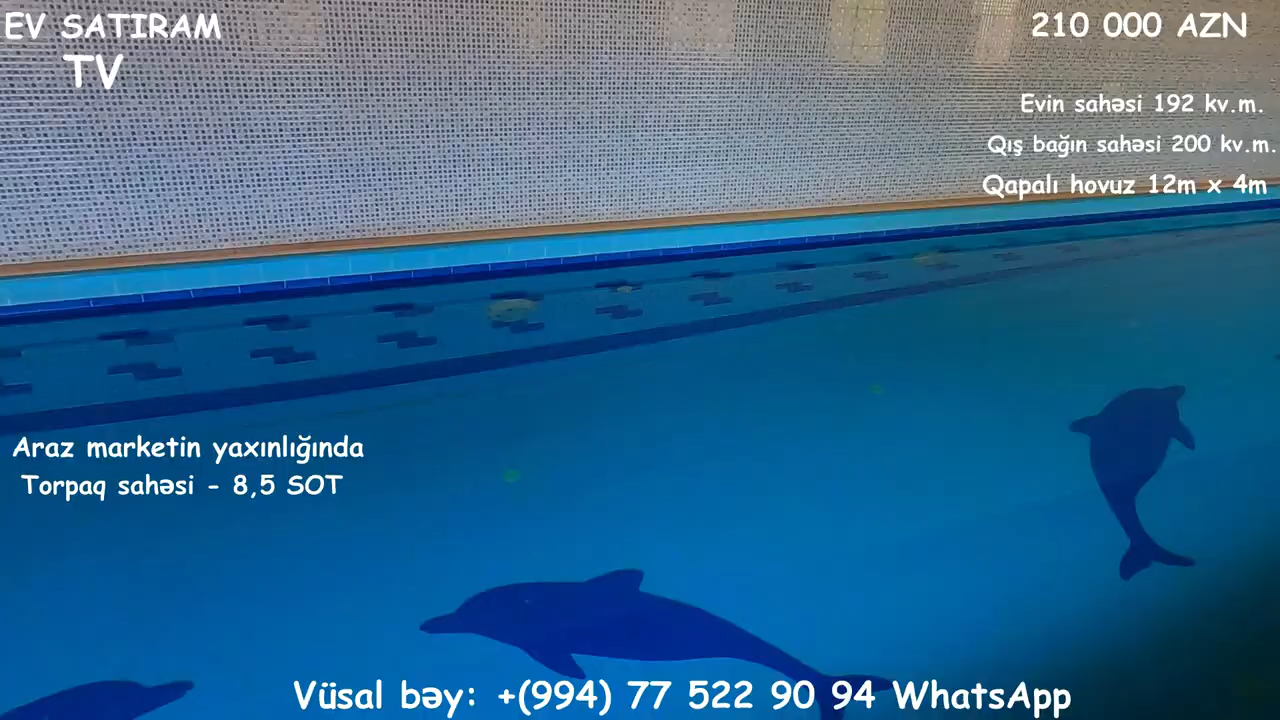 EV SATIRAM
TV
210 000 AZN
Evin sahəsi 192 kv.m.
Qış bağın sahəsi 200 kv.m.
Qapalı hovuz 12m x 4m
Araz marketin yaxınlığında
Torpaq sahəsi - 8,5 SOT
Vüsal bəy: +(994) 77 522 90 94 WhatsApp